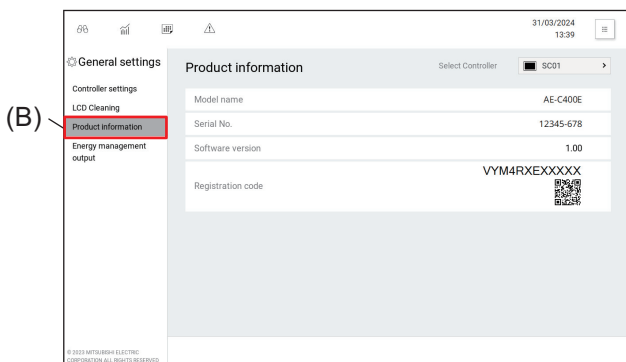 31/03/2024
13:39
General settings
Product information
Select Controller
SC01
Controller settings
LCD Cleaning
Product information
Energy management
output
(B)
Model name
AE-C400E
Serial No.
12345-678
Software version
1.00
Registration code
VYM4RXEXXXXX
© 2023 MITSUBISHI ELECTRIC
CORPORATION ALL RIGHTS RESERVED